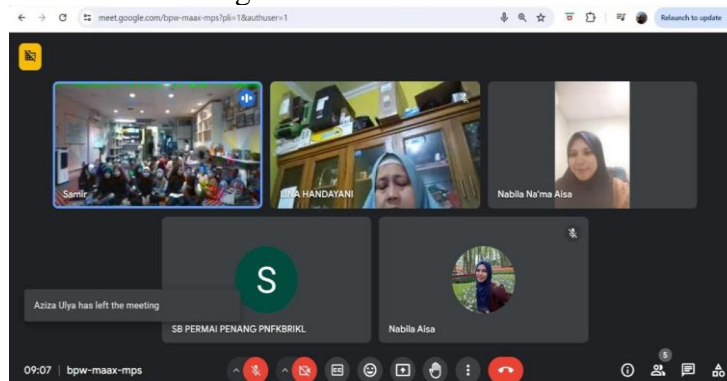 meet.google.com/bpw-maax-mps?pli=1&authuser=1
Relaunch to update
Samir
LINA HANDAYANI
Nabila Na'ma Aisa
S
Aziza Ulya has left the meeting
SB PERMAI PENANG PNFKBRIKL
Nabila Aisa
09:07 | bpw-maax-mps
5